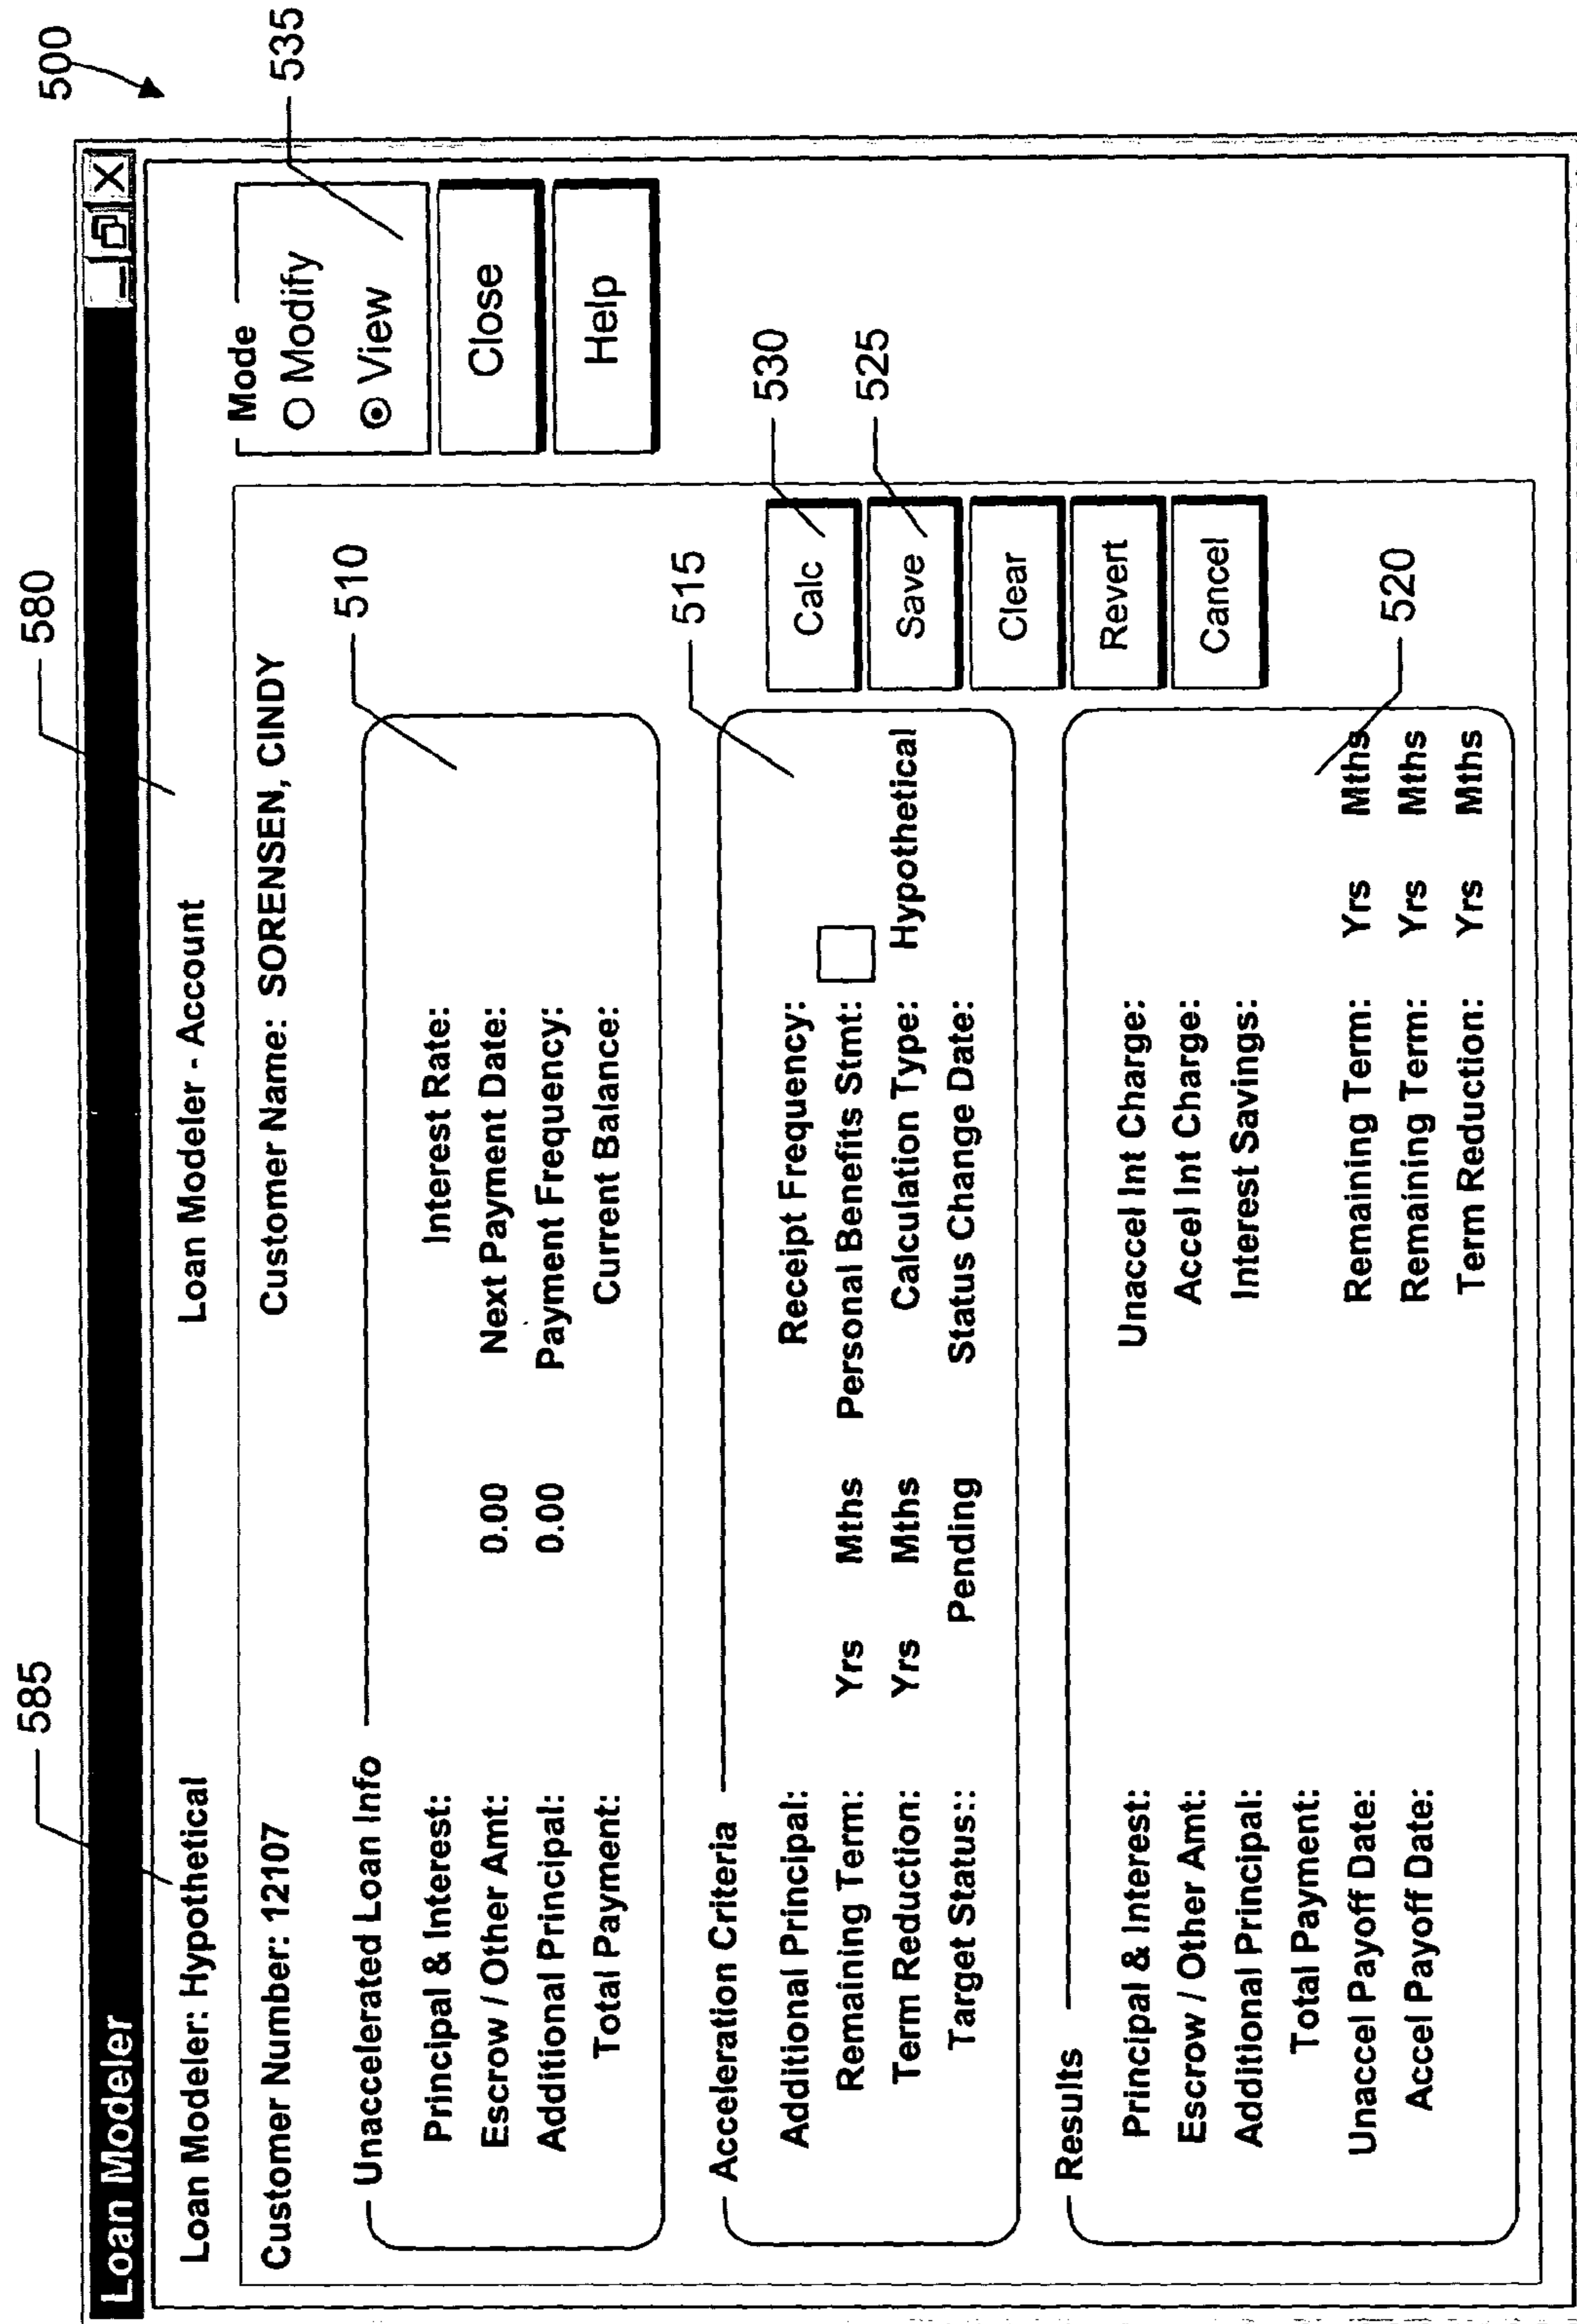 500
585
580
Loan Modeler
Loan Modeler: Hypothetical Loan Modeler - Account
Customer Number: 12107 Customer Name: SORENSEN, CINDY
Mode
Modify
View
535
Close
Help
Unaccelerated Loan Info
510
Principal & Interest: Interest Rate:
Escrow / Other Amt: 0.00 Next Payment Date:
Additional Principal: 0.00 Payment Frequency:
Total Payment: Current Balance:
Acceleration Criteria
515
Additional Principal: Receipt Frequency:
Remaining Term: Yrs Mths Personal Benefits Stmt:
Term Reduction: Yrs Mths Calculation Type: Hypothetical
Target Status:: Pending Status Change Date:
Calc
530
Save
525
Clear
Revert
Cancel
Results
Principal & Interest: Unaccel Int Charge:
Escrow / Other Amt: Accel Int Charge:
Additional Principal: Interest Savings:
Total Payment:
Unaccel Payoff Date: Remaining Term: Yrs Mths
Accel Payoff Date: Remaining Term: Yrs Mths
Term Reduction: Yrs Mths
520